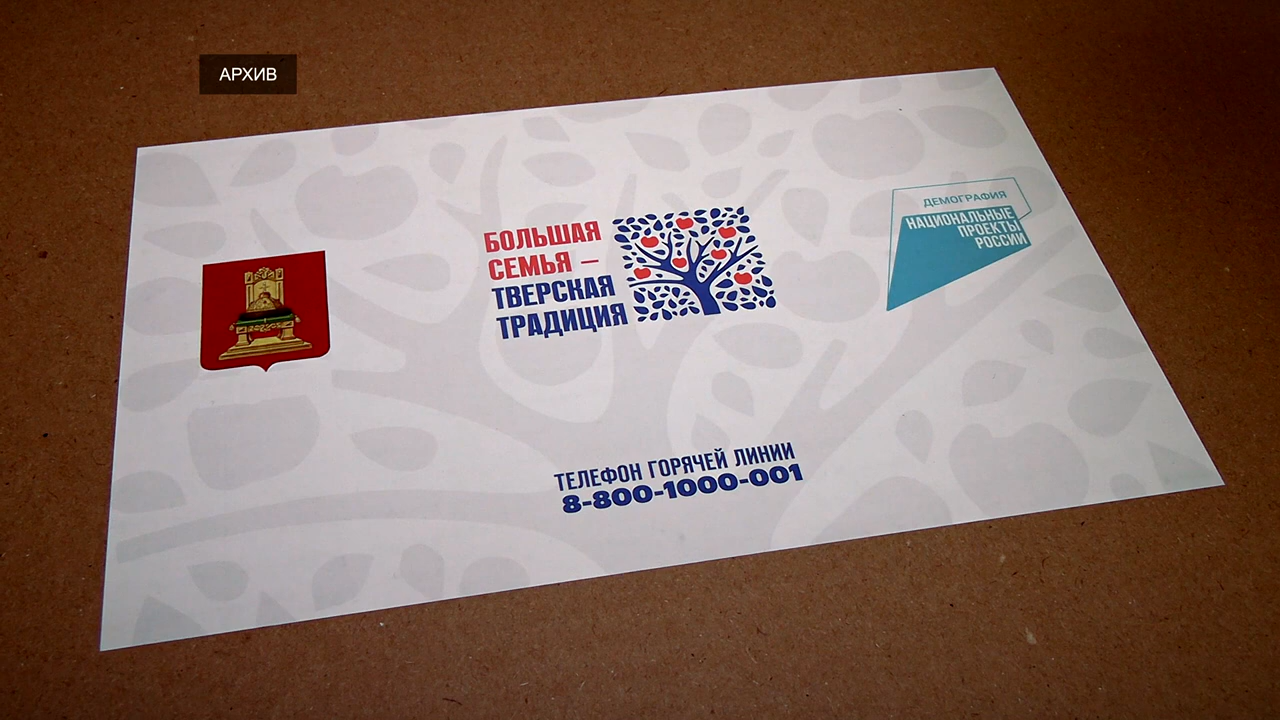 АРХИВ
БОЛЬШАЯ
СЕМЬЯ –
ТВЕРСКАЯ
ТРАДИЦИЯ
ДЕМОГРАФИЯ
НАЦИОНАЛЬНЫЕ
ПРОЕКТЫ
РОССИИ
ТЕЛЕФОН ГОРЯЧЕЙ ЛИНИИ
8-800-1000-001